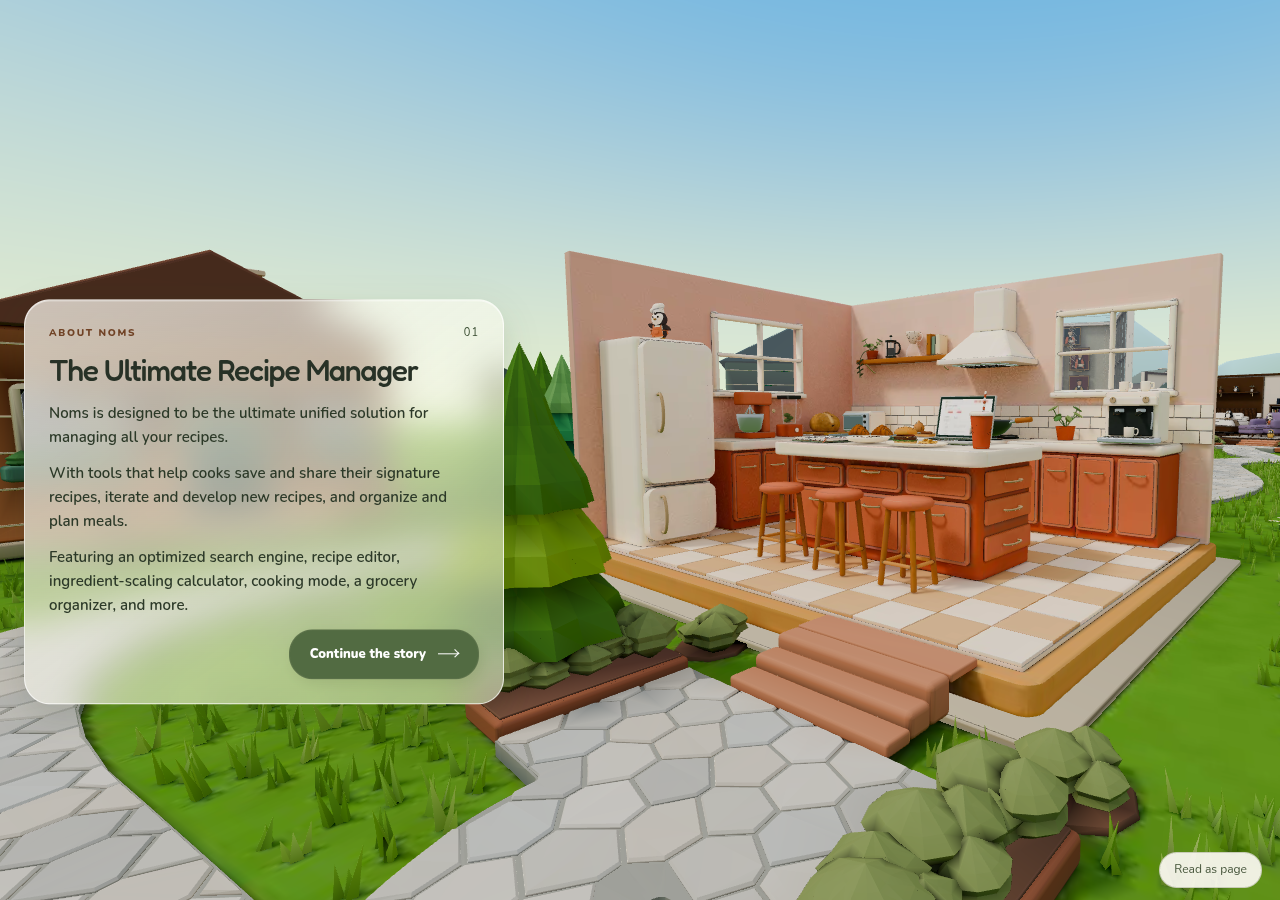 ABOUT NOMS
01
The Ultimate Recipe Manager
Noms is designed to be the ultimate unified solution for
managing all your recipes.
With tools that help cooks save and share their signature
recipes, iterate and develop new recipes, and organize and
plan meals.
Featuring an optimized search engine, recipe editor,
ingredient-scaling calculator, cooking mode, a grocery
organizer, and more.
Continue the story
Read as page